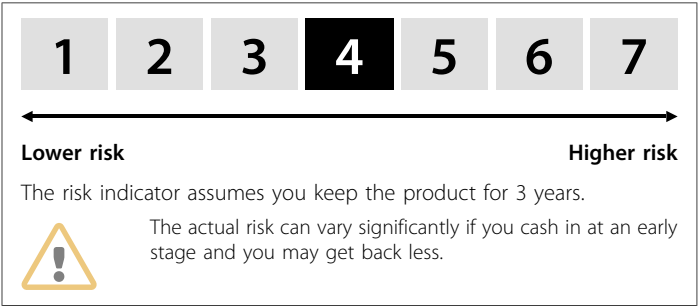 1 2 3 4 5 6 7
Lower risk Higher risk
The risk indicator assumes you keep the product for 3 years.
The actual risk can vary significantly if you cash in at an early
stage and you may get back less.